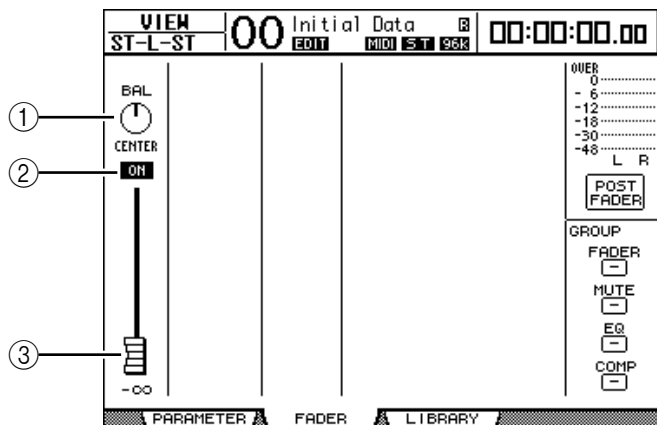 VIEW
ST-L-ST
00 Initial Data B
EDIT MIDI ST 96K
00:00:00.00
BAL
① 
CENTER
② ON
③
-∞
OVER
0
- 6
-12
-18
-30
-48
L R
POST
FADER
GROUP
FADER
-
MUTE
-
EQ
-
COMP
-
PARAMETER FADER LIBRARY